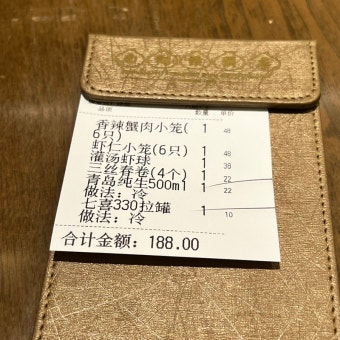 品名 数量 单价
香辣蟹肉小笼( 1 48
6只)
虾仁小笼(6只) 1 48
灌汤虾球 1 38
三丝春卷(4个) 1 22
青岛纯生500ml 1 22
做法：冷
七喜330拉罐 1 10
做法：冷
合计金额：188.00